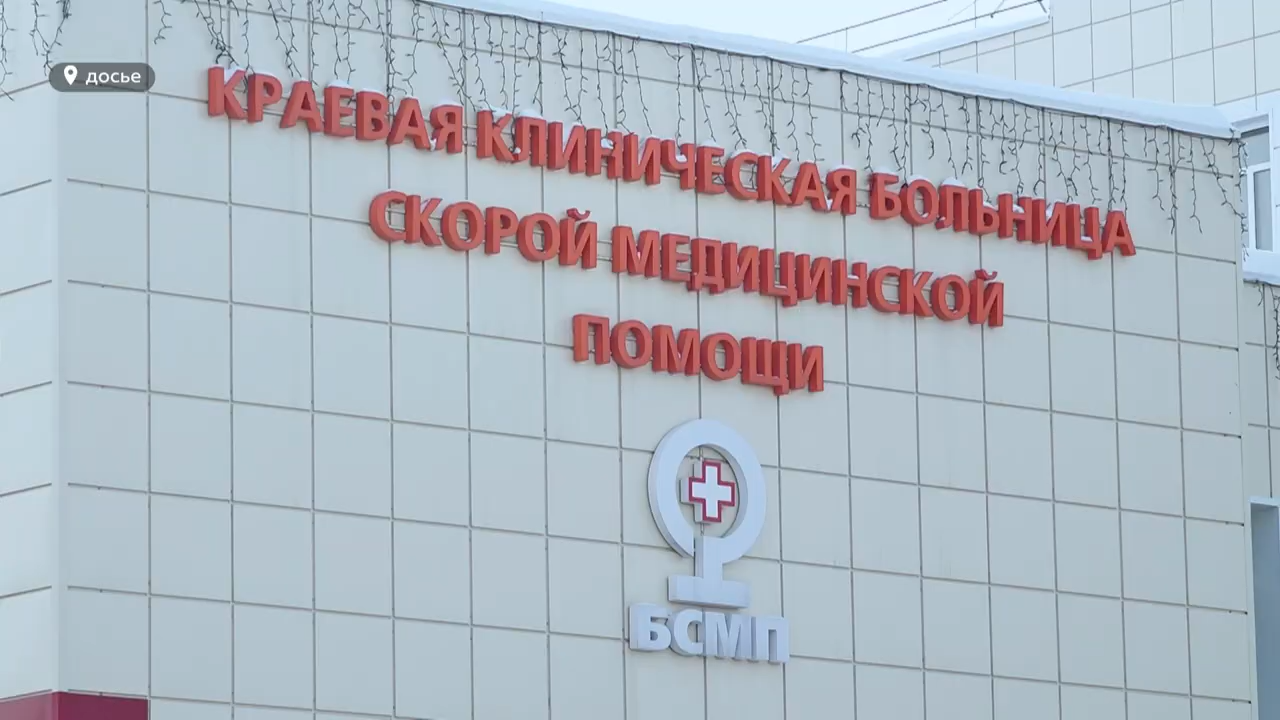 досье
КРАЕВАЯ КЛИНИЧЕСКАЯ БОЛЬНИЦА
СКОРОЙ МЕДИЦИНСКОЙ
ПОМОЩИ
БСМП